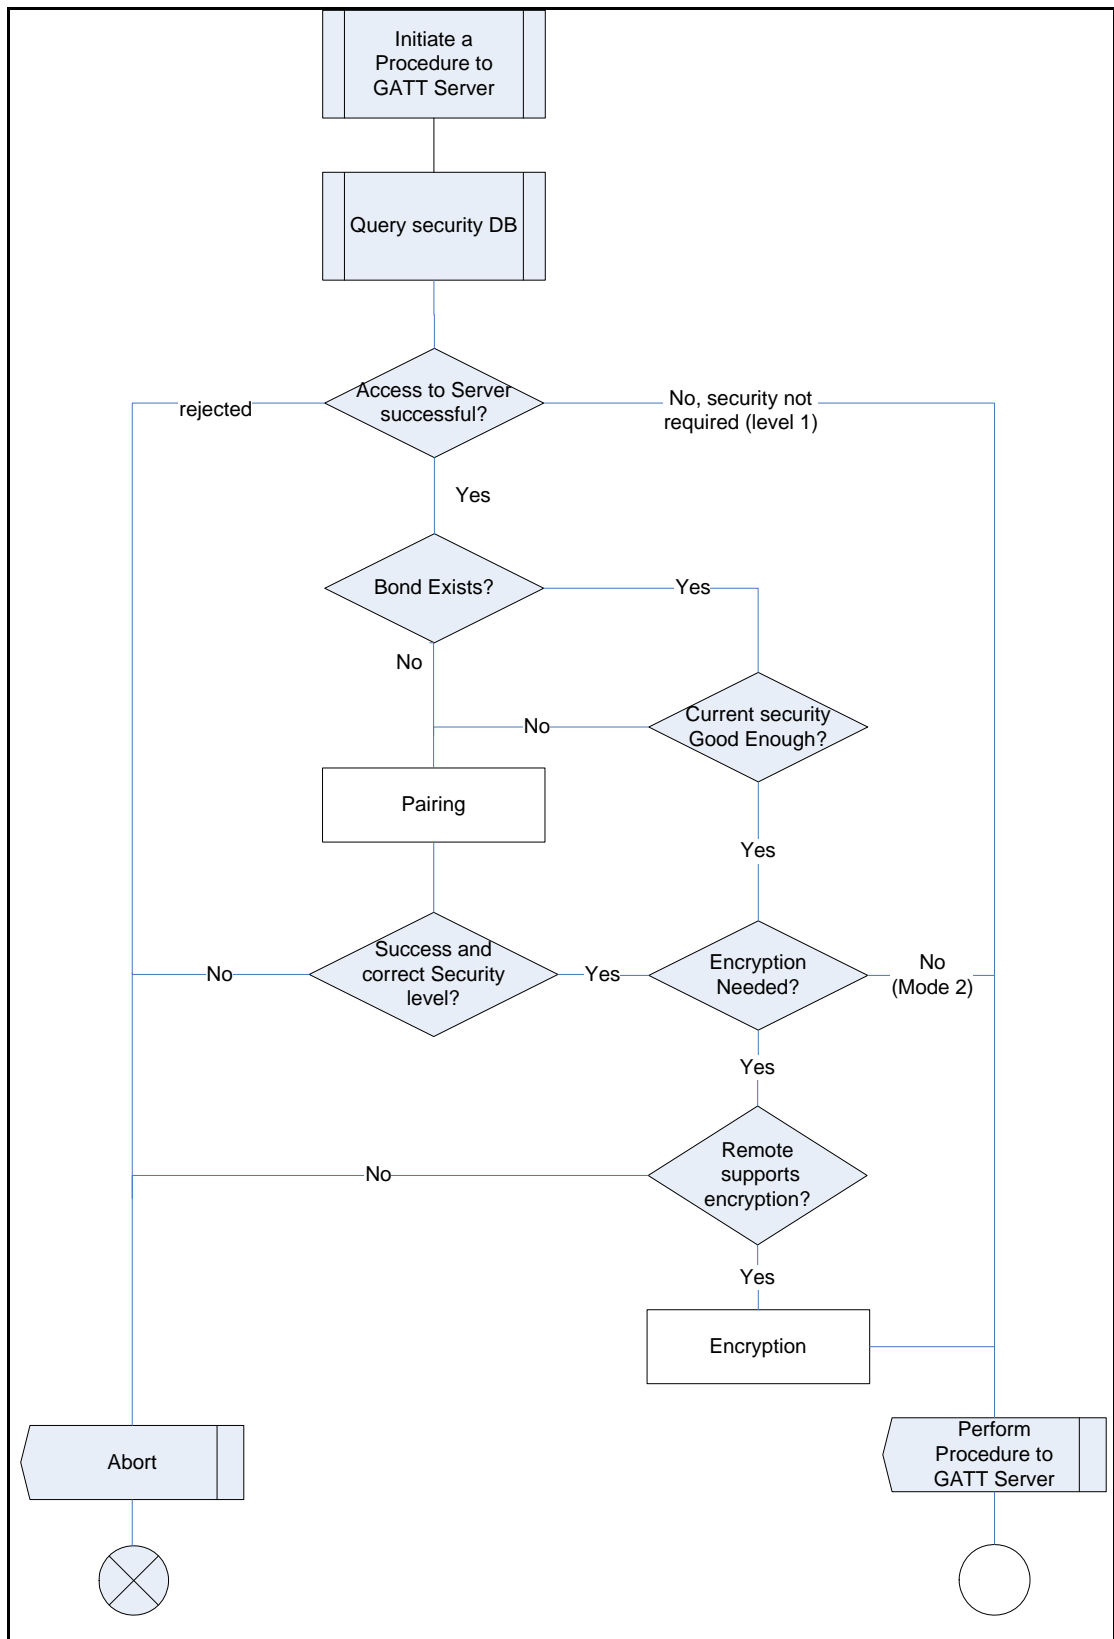 Initiate a
Procedure to
GATT Server
Query security DB
Access to Server
successful?
rejected
No, security not
required (level 1)
Yes
Bond Exists?
Yes
No
Current security
Good Enough?
No
Pairing
Yes
Success and
correct Security
level?
No
Yes
Encryption
Needed?
No
(Mode 2)
Yes
Remote
supports
encryption?
No
Yes
Encryption
Abort
Perform
Procedure to
GATT Server